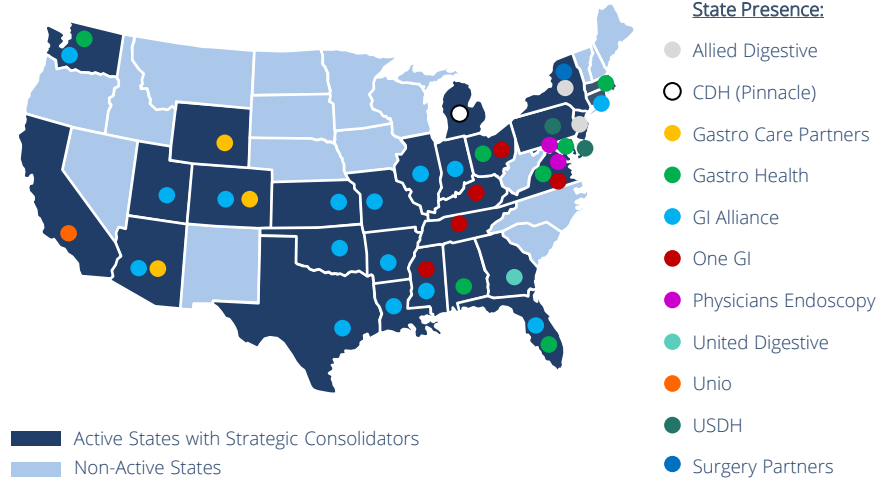 State Presence:
Allied Digestive
CDH (Pinnacle)
Gastro Care Partners
Gastro Health
GI Alliance
One GI
Physicians Endoscopy
United Digestive
Unio
USDH
Surgery Partners
Active States with Strategic Consolidators
Non-Active States